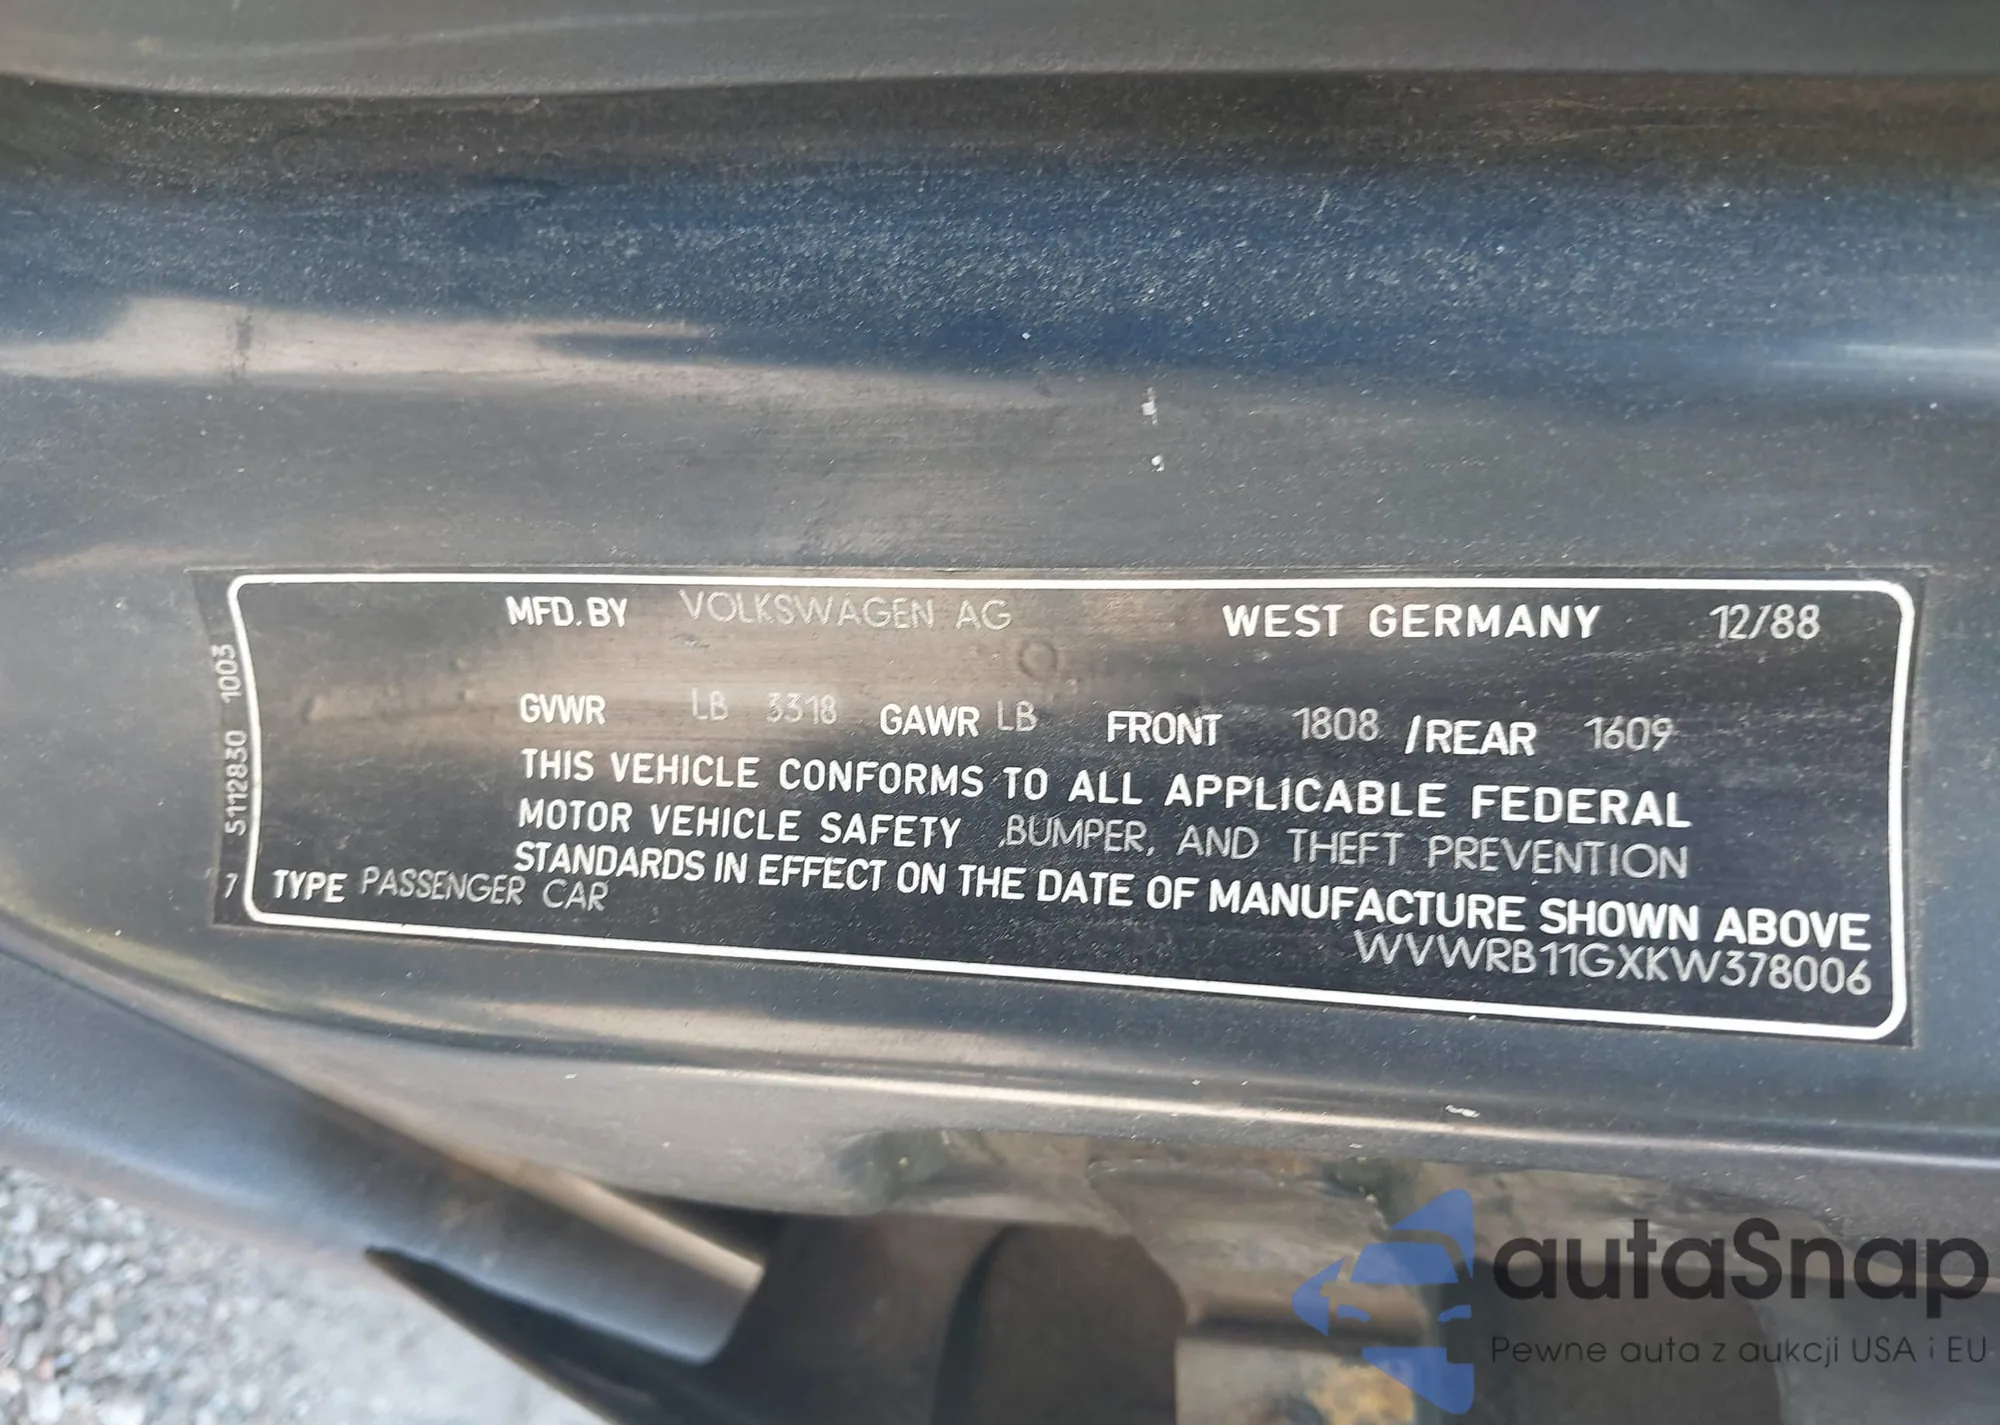 MFD. BY VOLKSWAGEN AG WEST GERMANY 12/88
GVWR LB 3318 GAWR LB FRONT 1808 /REAR 1609
THIS VEHICLE CONFORMS TO ALL APPLICABLE FEDERAL
MOTOR VEHICLE SAFETY ,BUMPER, AND THEFT PREVENTION
STANDARDS IN EFFECT ON THE DATE OF MANUFACTURE SHOWN ABOVE
TYPE PASSENGER CAR
WVWRB11GXKW378006
7 5112830 1003
autaSnap
Pewne auta z aukcji USA i EU